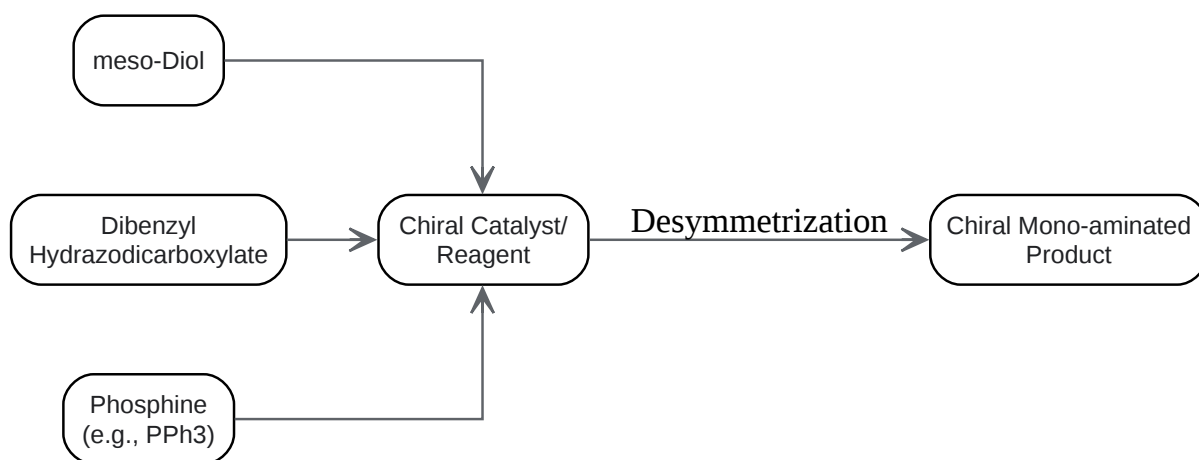 meso-Diol
Dibenzyl
Hydrazodicarboxylate
Chiral Catalyst/
Reagent
Desymmetrization
Chiral Mono-aminated
Product
Phosphine
(e.g., PPh3)